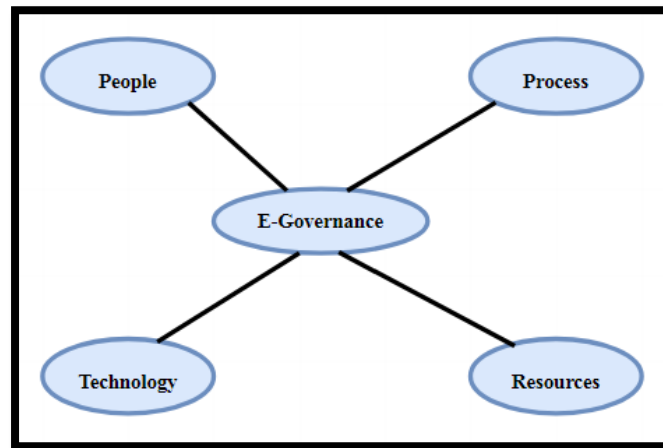 People
Process
E-Governance
Technology
Resources